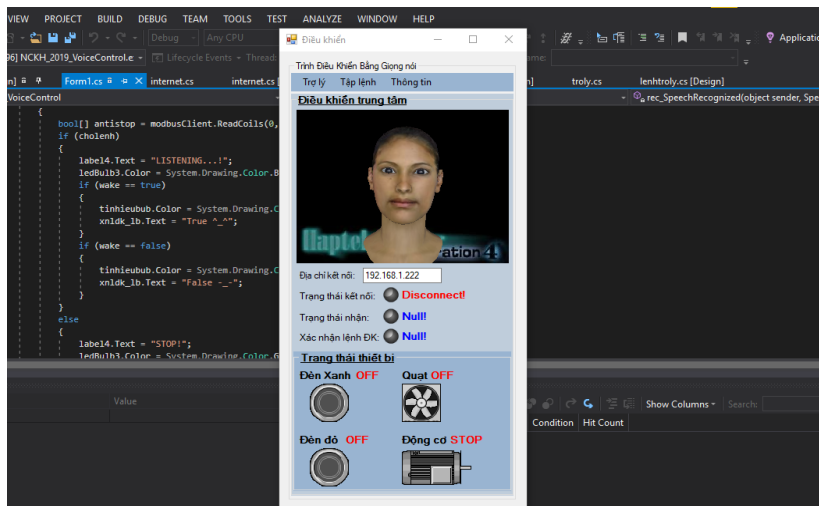 VIEW PROJECT BUILD DEBUG TEAM TOOLS TEST ANALYZE WINDOW HELP
Debug Any CPU Applicatio
96] NCKH_2019_VoiceControl.e Lifecycle Events Thread: ame:
n] Form1.cs internet.cs internet.cs [ n] troly.cs lenhtroly.cs [Design]
VoiceControl rec_SpeechRecognized(object sender, Spe
{
bool[] antistop = modbusClient.ReadCoils(0,
if (cholenh)
{
label4.Text = "LISTENING...!";
ledBulb3.Color = System.Drawing.Color.B
if (wake == true)
{
tinhieubub.Color = System.Drawing.C
xnldk_lb.Text = "True ^_^";
}
if (wake == false)
{
tinhieubub.Color = System.Drawing.C
xnldk_lb.Text = "False -_-";
}
}
else
{
label4.Text = "STOP!";
ledBulb3.Color = System.Drawing.Color.G
Value
Show Columns Search:
Condition Hit Count
Điều khiển
Trình Điều Khiển Bằng Giọng nói
Trợ lý Tập lệnh Thông tin
Điều khiển trung tâm
Haptek
ration 4
Địa chỉ kết nối: 192.168.1.222
Trạng thái kết nối: Disconnect!
Trạng thái nhận: Null!
Xác nhận lệnh ĐK: Null!
Trạng thái thiết bị
Đèn Xanh OFF Quạt OFF
Đèn đỏ OFF Động cơ STOP